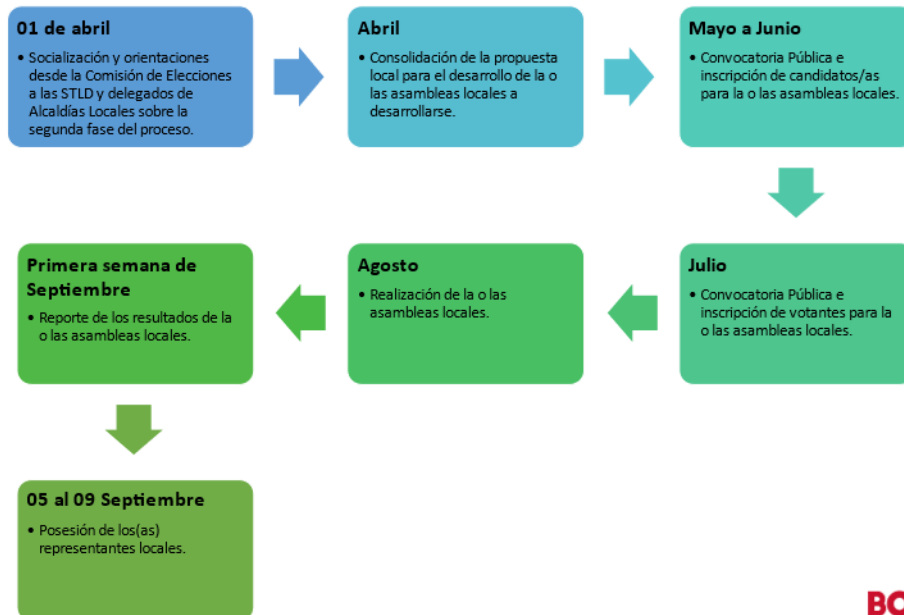 01 de abril
• Socialización y orientaciones
desde la Comisión de Elecciones
a las STLD y delegados de
Alcaldías Locales sobre la
segunda fase del proceso.
Abril
• Consolidación de la propuesta
local para el desarrollo de la o
las asambleas locales a
desarrollarse.
Mayo a Junio
• Convocatoria Pública e
inscripción de candidatos/as
para la o las asambleas locales.
Julio
• Convocatoria Pública e
inscripción de votantes para la
o las asambleas locales.
Agosto
• Realización de la o las
asambleas locales.
Primera semana de
Septiembre
• Reporte de los resultados de la
o las asambleas locales.
05 al 09 Septiembre
• Posesión de los(as)
representantes locales.